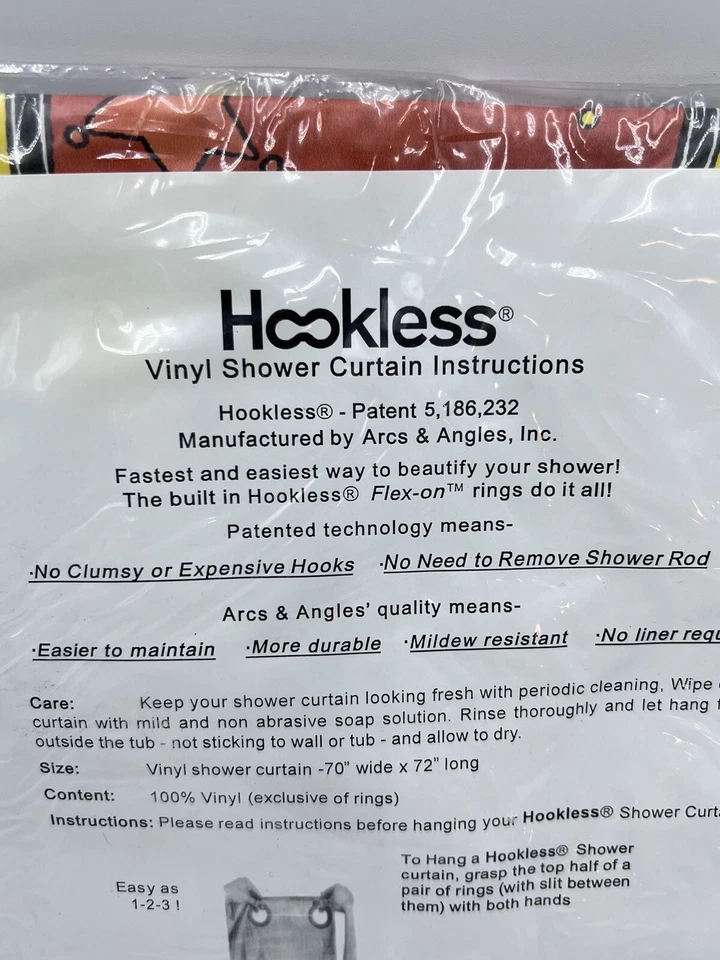 Hookless®
Vinyl Shower Curtain Instructions
Hookless® - Patent 5,186,232
Manufactured by Arcs & Angles, Inc.
Fastest and easiest way to beautify your shower!
The built in Hookless® Flex-on™ rings do it all!
Patented technology means-
·No Clumsy or Expensive Hooks ·No Need to Remove Shower Rod
Arcs & Angles' quality means-
·Easier to maintain ·More durable ·Mildew resistant ·No liner requ
Care: Keep your shower curtain looking fresh with periodic cleaning, Wipe
curtain with mild and non abrasive soap solution. Rinse thoroughly and let hang
outside the tub - not sticking to wall or tub - and allow to dry.
Size: Vinyl shower curtain -70" wide x 72" long
Content: 100% Vinyl (exclusive of rings)
Instructions: Please read instructions before hanging your Hookless® Shower Curt
To Hang a Hookless® Shower
curtain, grasp the top half of a
pair of rings (with slit between
them) with both hands
Easy as
1-2-3 !